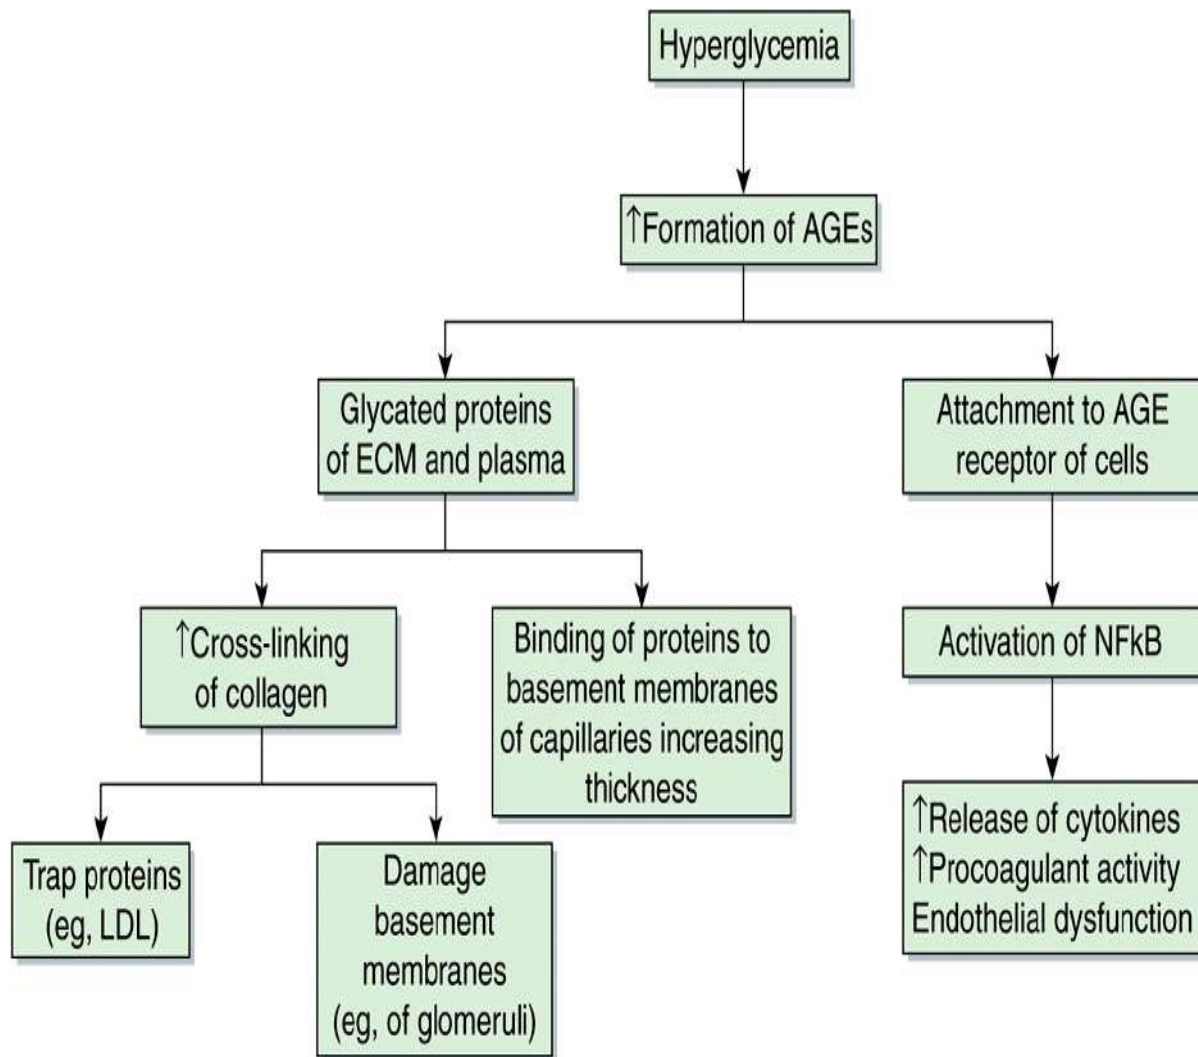 Hyperglycemia
↑Formation of AGEs
Glycated proteins
of ECM and plasma
Attachment to AGE
receptor of cells
↑Cross-linking
of collagen
Binding of proteins to
basement membranes
of capillaries increasing
thickness
Activation of NFkB
Trap proteins
(eg, LDL)
Damage
basement
membranes
(eg, of glomeruli)
↑Release of cytokines
↑Procoagulant activity
Endothelial dysfunction